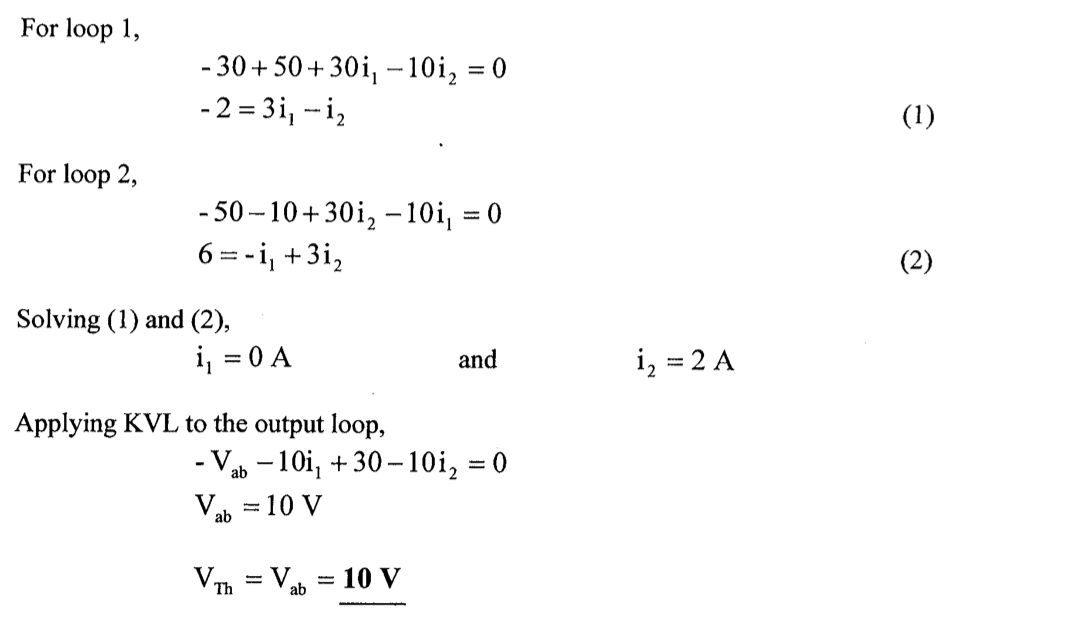 For loop 1,
- 30 + 50 + 30i₁ − 10i₂ = 0
- 2 = 3i₁ − i₂ (1)
For loop 2,
- 50 − 10 + 30i₂ − 10i₁ = 0
6 = - i₁ + 3i₂ (2)
Solving (1) and (2),
i₁ = 0 A and i₂ = 2 A
Applying KVL to the output loop,
- V_ab − 10i₁ + 30 − 10i₂ = 0
V_ab = 10 V
V_Th = V_ab = 10 V